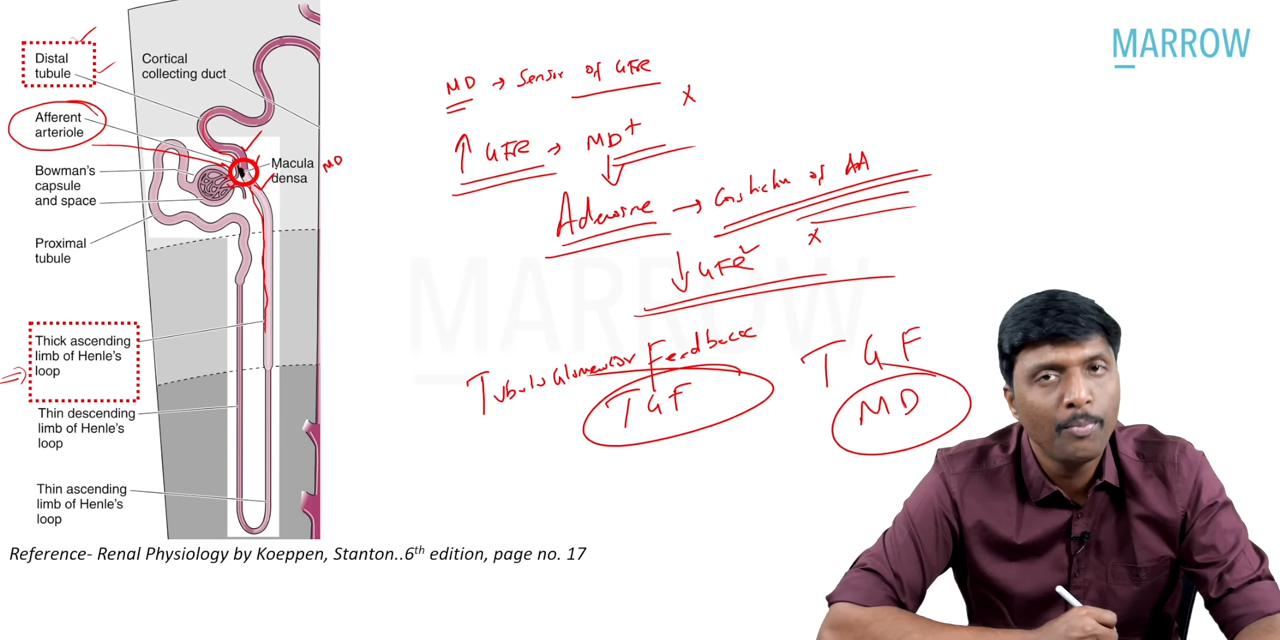 MARROW
Distal
tubule
Cortical
collecting duct
Afferent
arteriole
Bowman's
capsule
and space
Macula
densa
MD
Proximal
tubule
Thick ascending
limb of Henle's
loop
Thin descending
limb of Henle's
loop
Thin ascending
limb of Henle's
loop
MD → Sensor of GFR
x
↑ GFR → MD+
↓
Adenosine → Constriction of AA
x
↓ GFR
Tubulo Glomerular Feedback
TGF
TGF
MD
MARROW
Reference- Renal Physiology by Koeppen, Stanton..6th edition, page no. 17